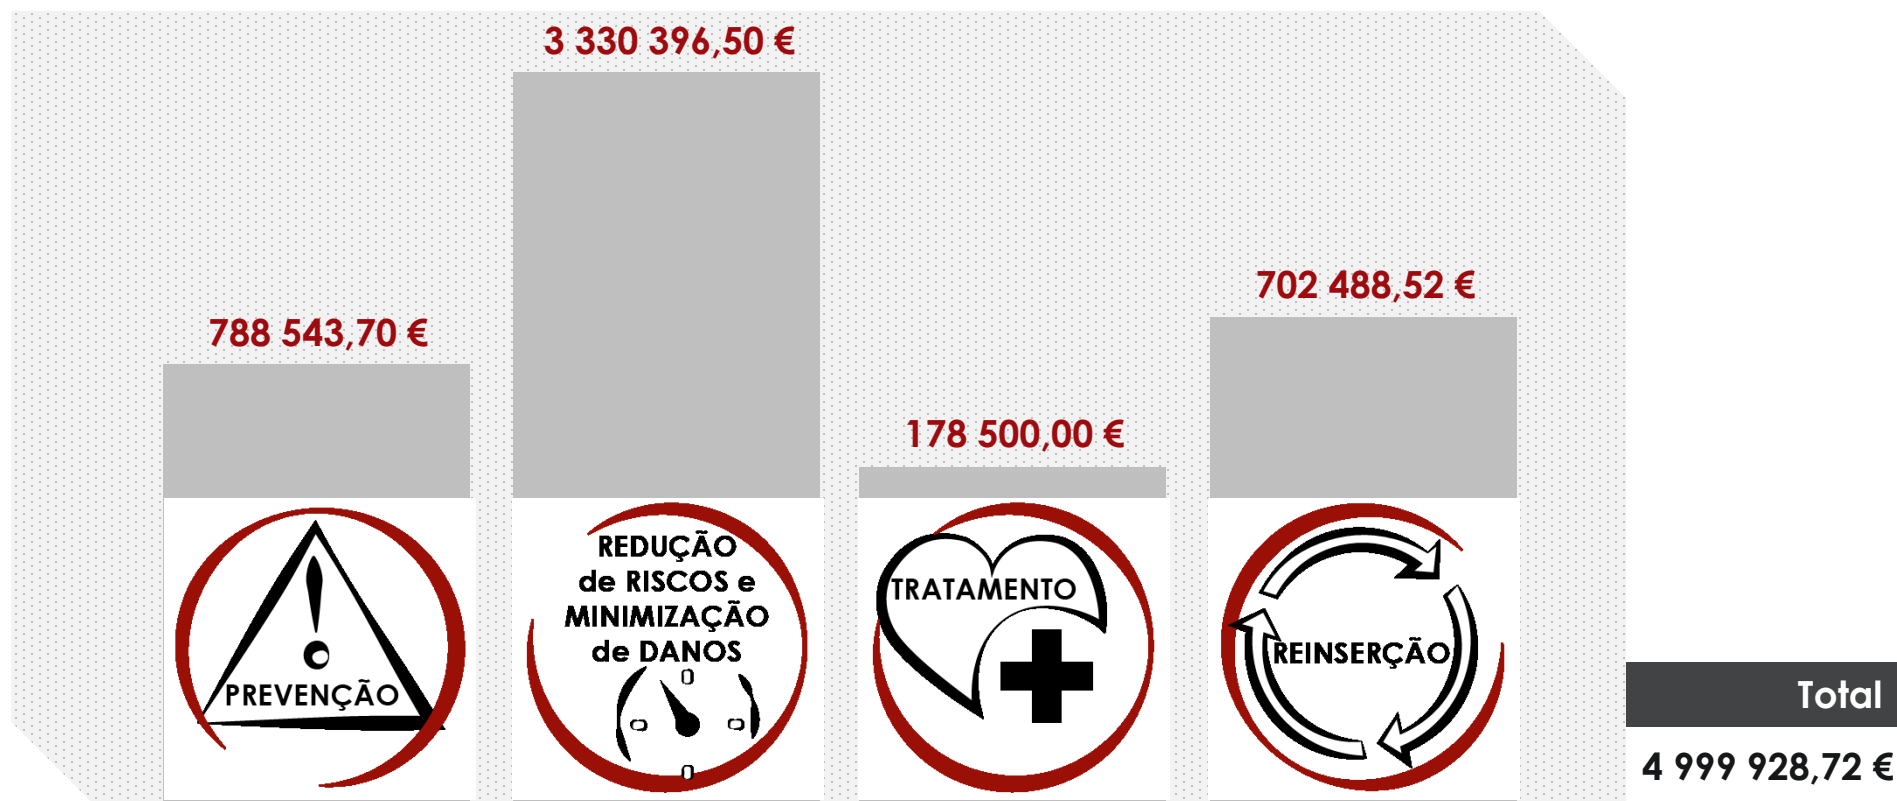 3 330 396,50 €
702 488,52 €
788 543,70 €
178 500,00 €
PREVENÇÃO
REDUÇÃO
de RISCOS e
MINIMIZAÇÃO
de DANOS
TRATAMENTO
REINSERÇÃO
Total
4 999 928,72 €